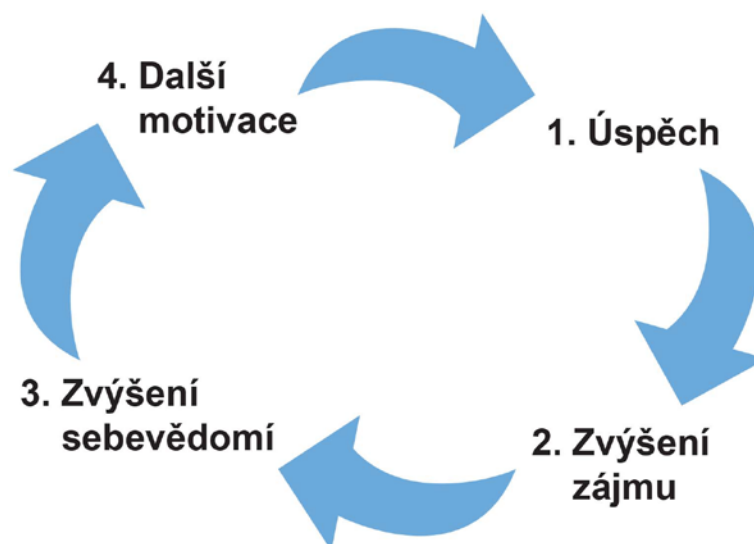 1. Úspěch
2. Zvýšení
zájmu
3. Zvýšení
sebevědomí
4. Další
motivace